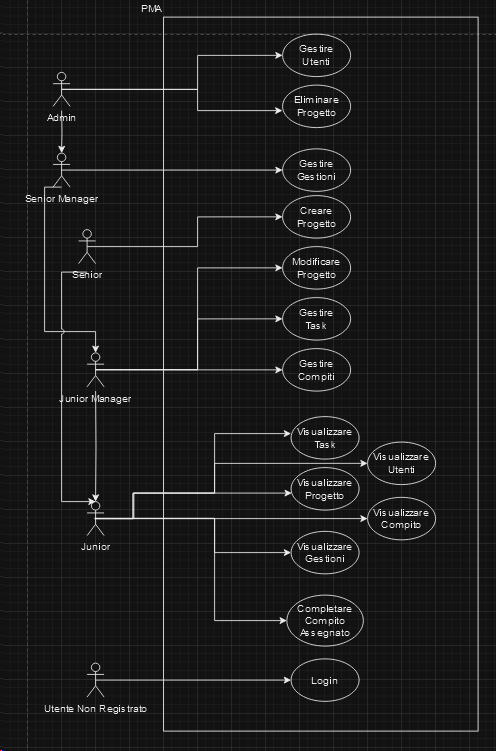 PMA
Gestire
Utenti
Eliminare
Progetto
Admin
Gestire
Gestioni
Senior Manager
Creare
Progetto
Senior
Modificare
Progetto
Gestire
Task
Gestire
Compiti
Junior Manager
Visualizzare
Task
Visualizzare
Utenti
Visualizzare
Progetto
Visualizzare
Compito
Junior
Visualizzare
Gestioni
Completare
Compito
Assegnato
Login
Utente Non Registrato